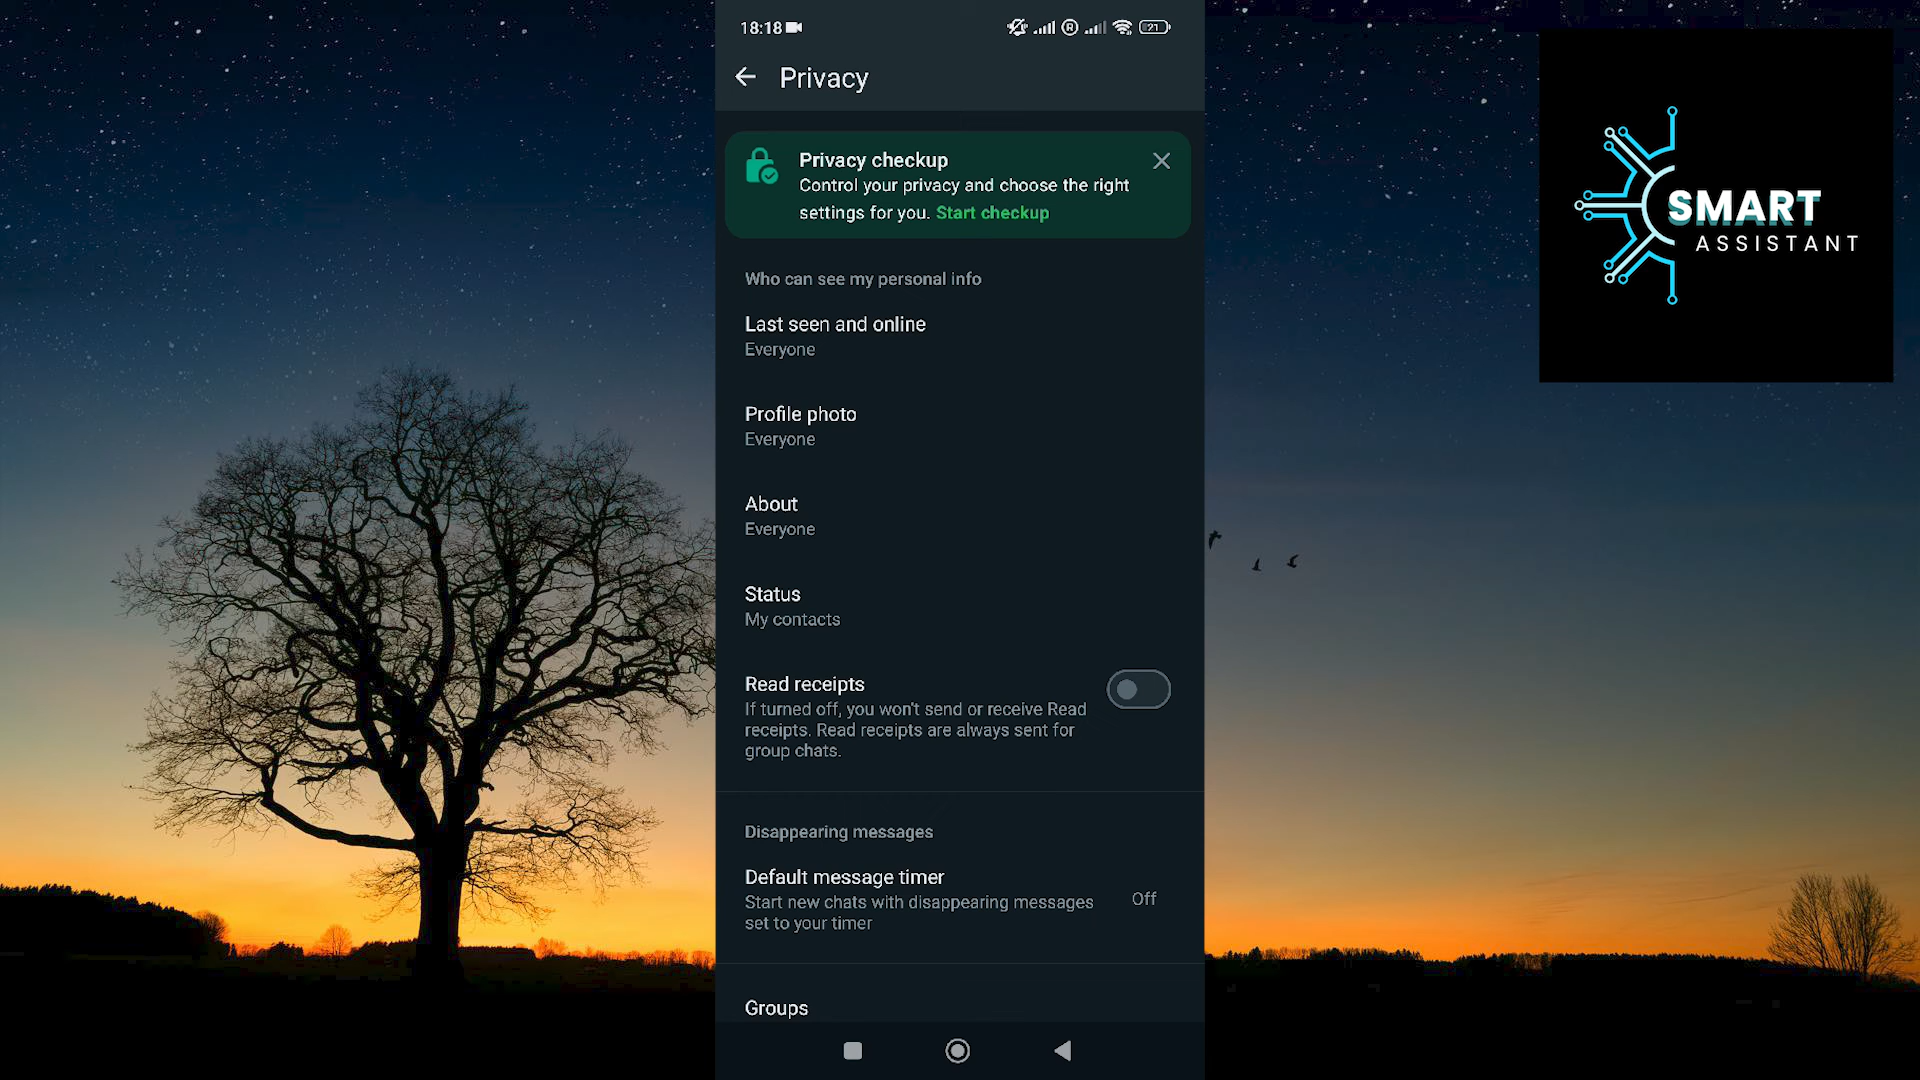 18:18
21
Privacy
Privacy checkup
Control your privacy and choose the right
settings for you. Start checkup
Who can see my personal info
Last seen and online
Everyone
Profile photo
Everyone
About
Everyone
Status
My contacts
Read receipts
If turned off, you won't send or receive Read
receipts. Read receipts are always sent for
group chats.
Disappearing messages
Default message timer
Start new chats with disappearing messages
set to your timer
Off
Groups
SMART
ASSISTANT